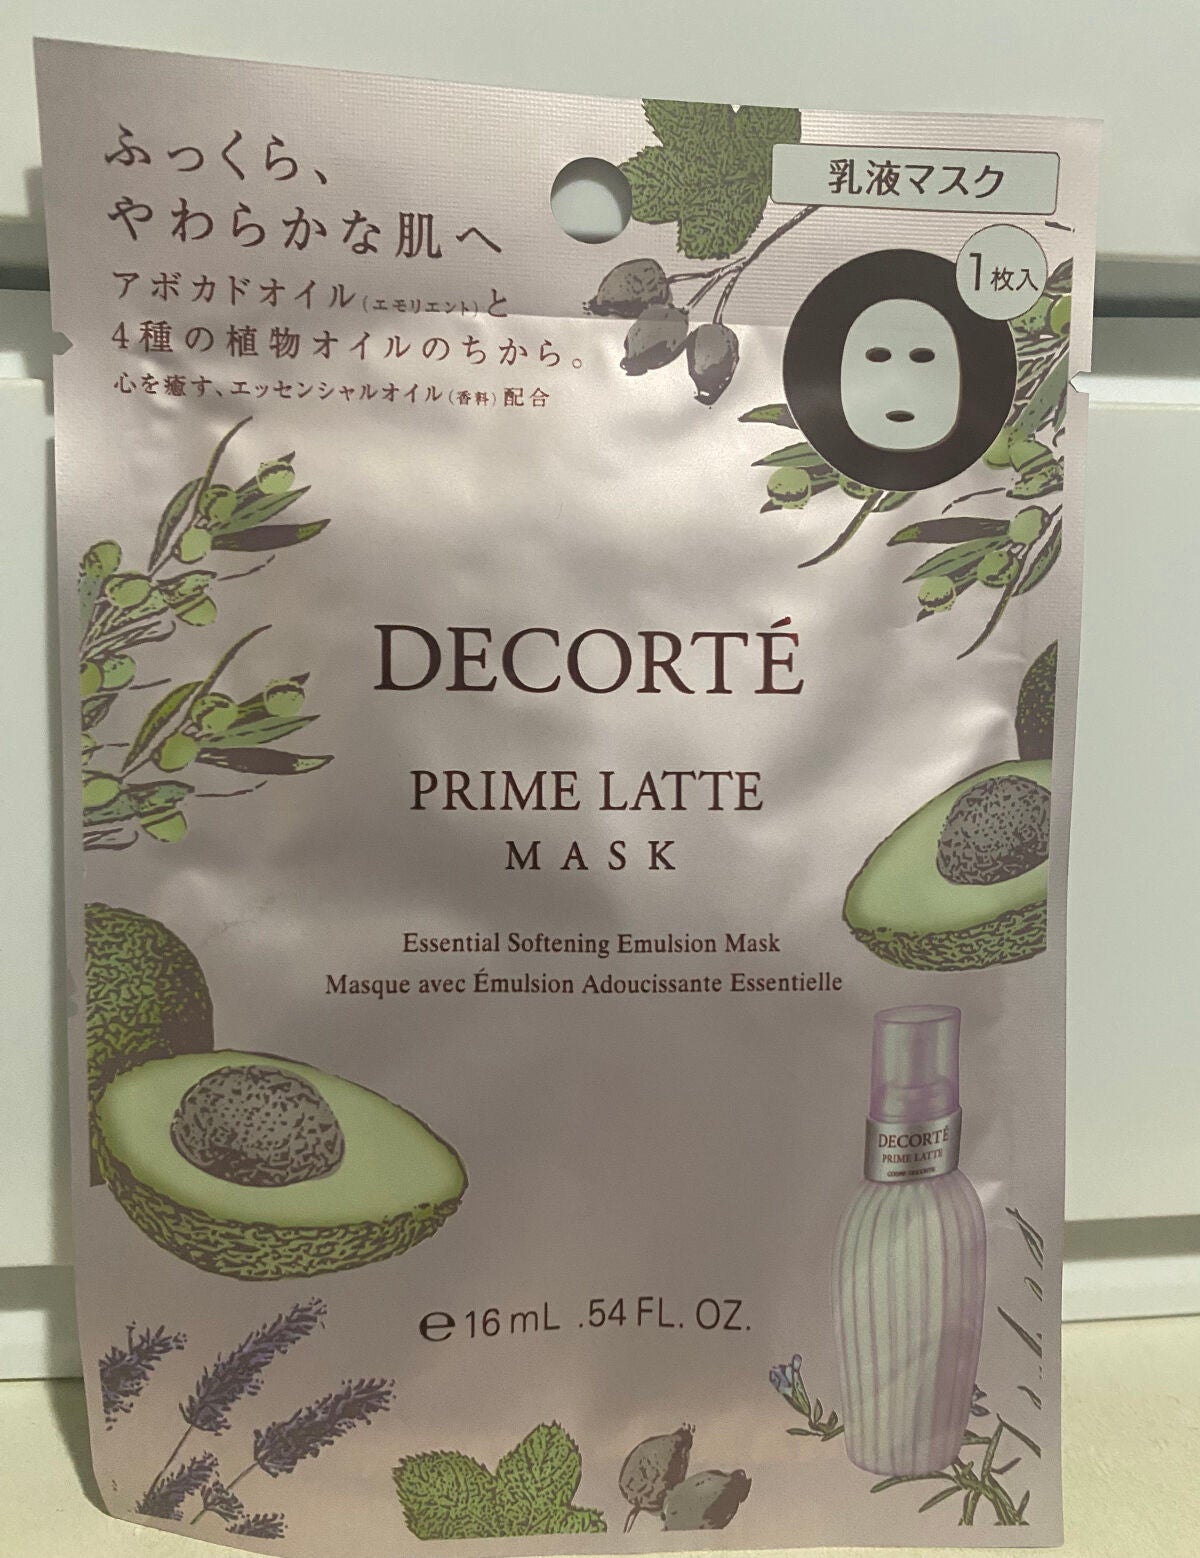 ふっくら、
やわらかな肌へ
アボカドオイル(エモリエント)と
4種の植物オイルのちから。
心を癒す、エッセンシャルオイル(香料)配合
乳液マスク
1枚入
DECORTÉ
PRIME LATTE
MASK
Essential Softening Emulsion Mask
Masque avec Émulsion Adoucissante Essentielle
DECORTÉ
PRIME LATTE
COSME DECORTE
℮ 16 mL .54 FL. OZ.